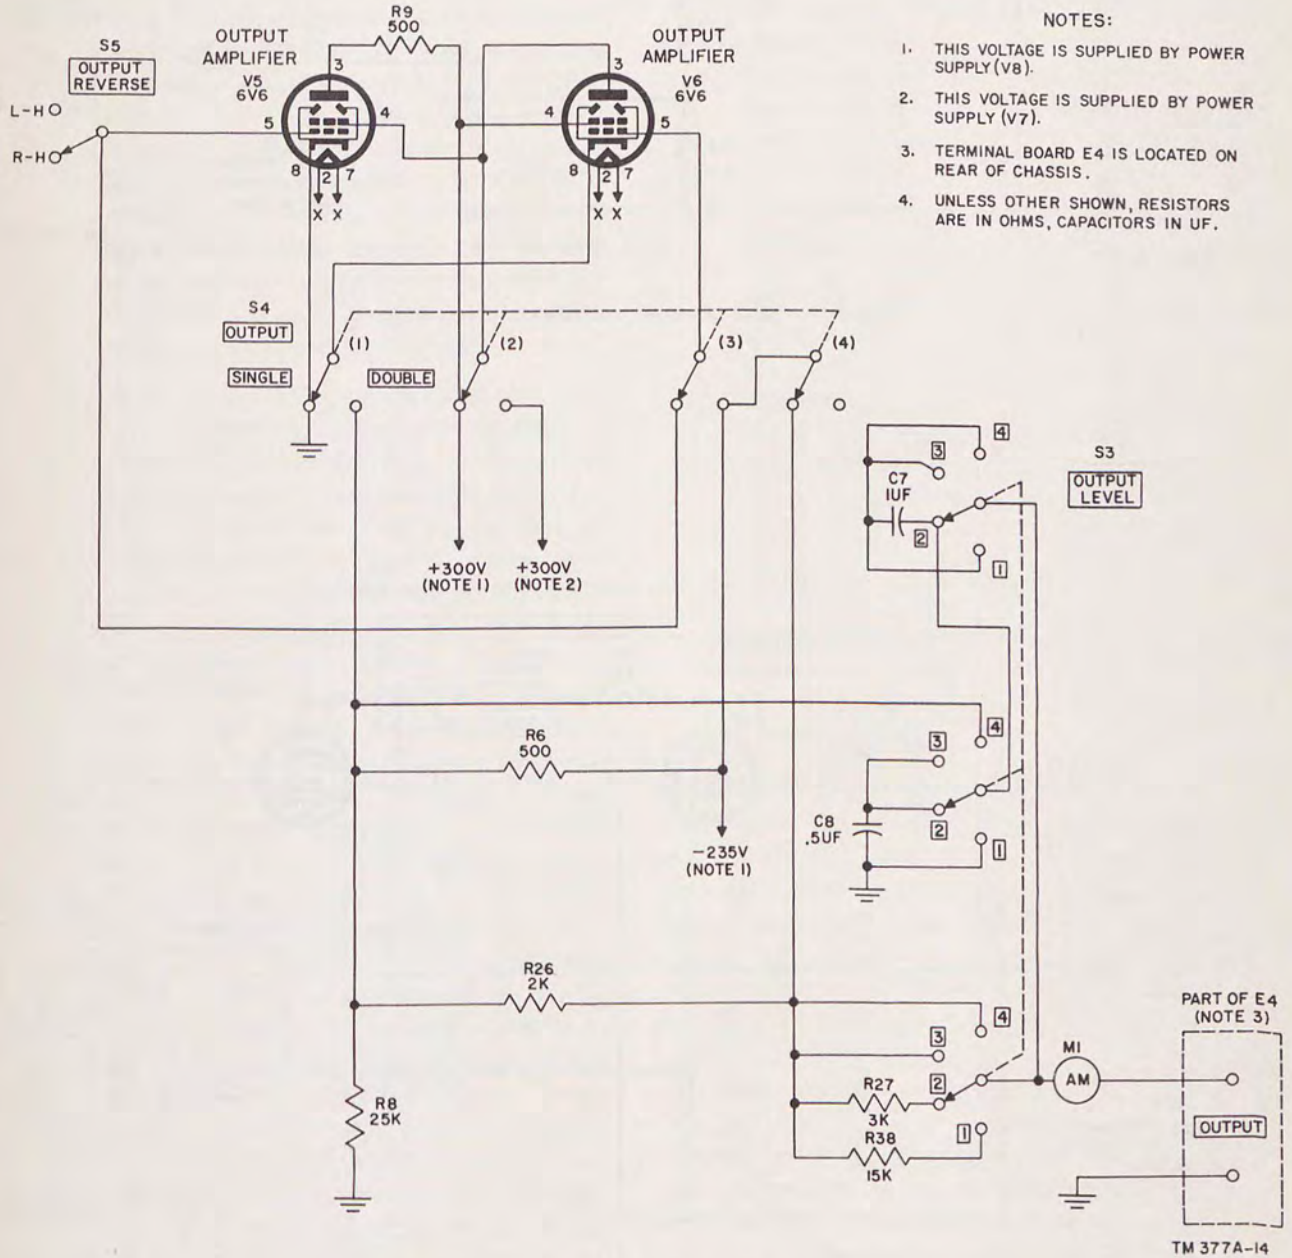 NOTES:
1. THIS VOLTAGE IS SUPPLIED BY POWER
SUPPLY (V8).
2. THIS VOLTAGE IS SUPPLIED BY POWER
SUPPLY (V7).
3. TERMINAL BOARD E4 IS LOCATED ON
REAR OF CHASSIS.
4. UNLESS OTHER SHOWN, RESISTORS
ARE IN OHMS, CAPACITORS IN UF.
S5
OUTPUT
REVERSE
L-H
R-H
OUTPUT
AMPLIFIER
V5
6V6
R9
500
3
5
4
8 2 7
X X
OUTPUT
AMPLIFIER
V6
6V6
3
4
5
8 2 7
X X
S4
OUTPUT
SINGLE
DOUBLE
(1)
(2)
(3)
(4)
+300V
(NOTE 1)
+300V
(NOTE 2)
S3
OUTPUT
LEVEL
4
3
C7
1UF
2
1
R6
500
-235V
(NOTE 1)
4
3
C8
.5UF
2
1
R26
2K
R8
25K
4
3
2
R27
3K
1
R38
15K
M1
AM
PART OF E4
(NOTE 3)
OUTPUT
TM 377A-14